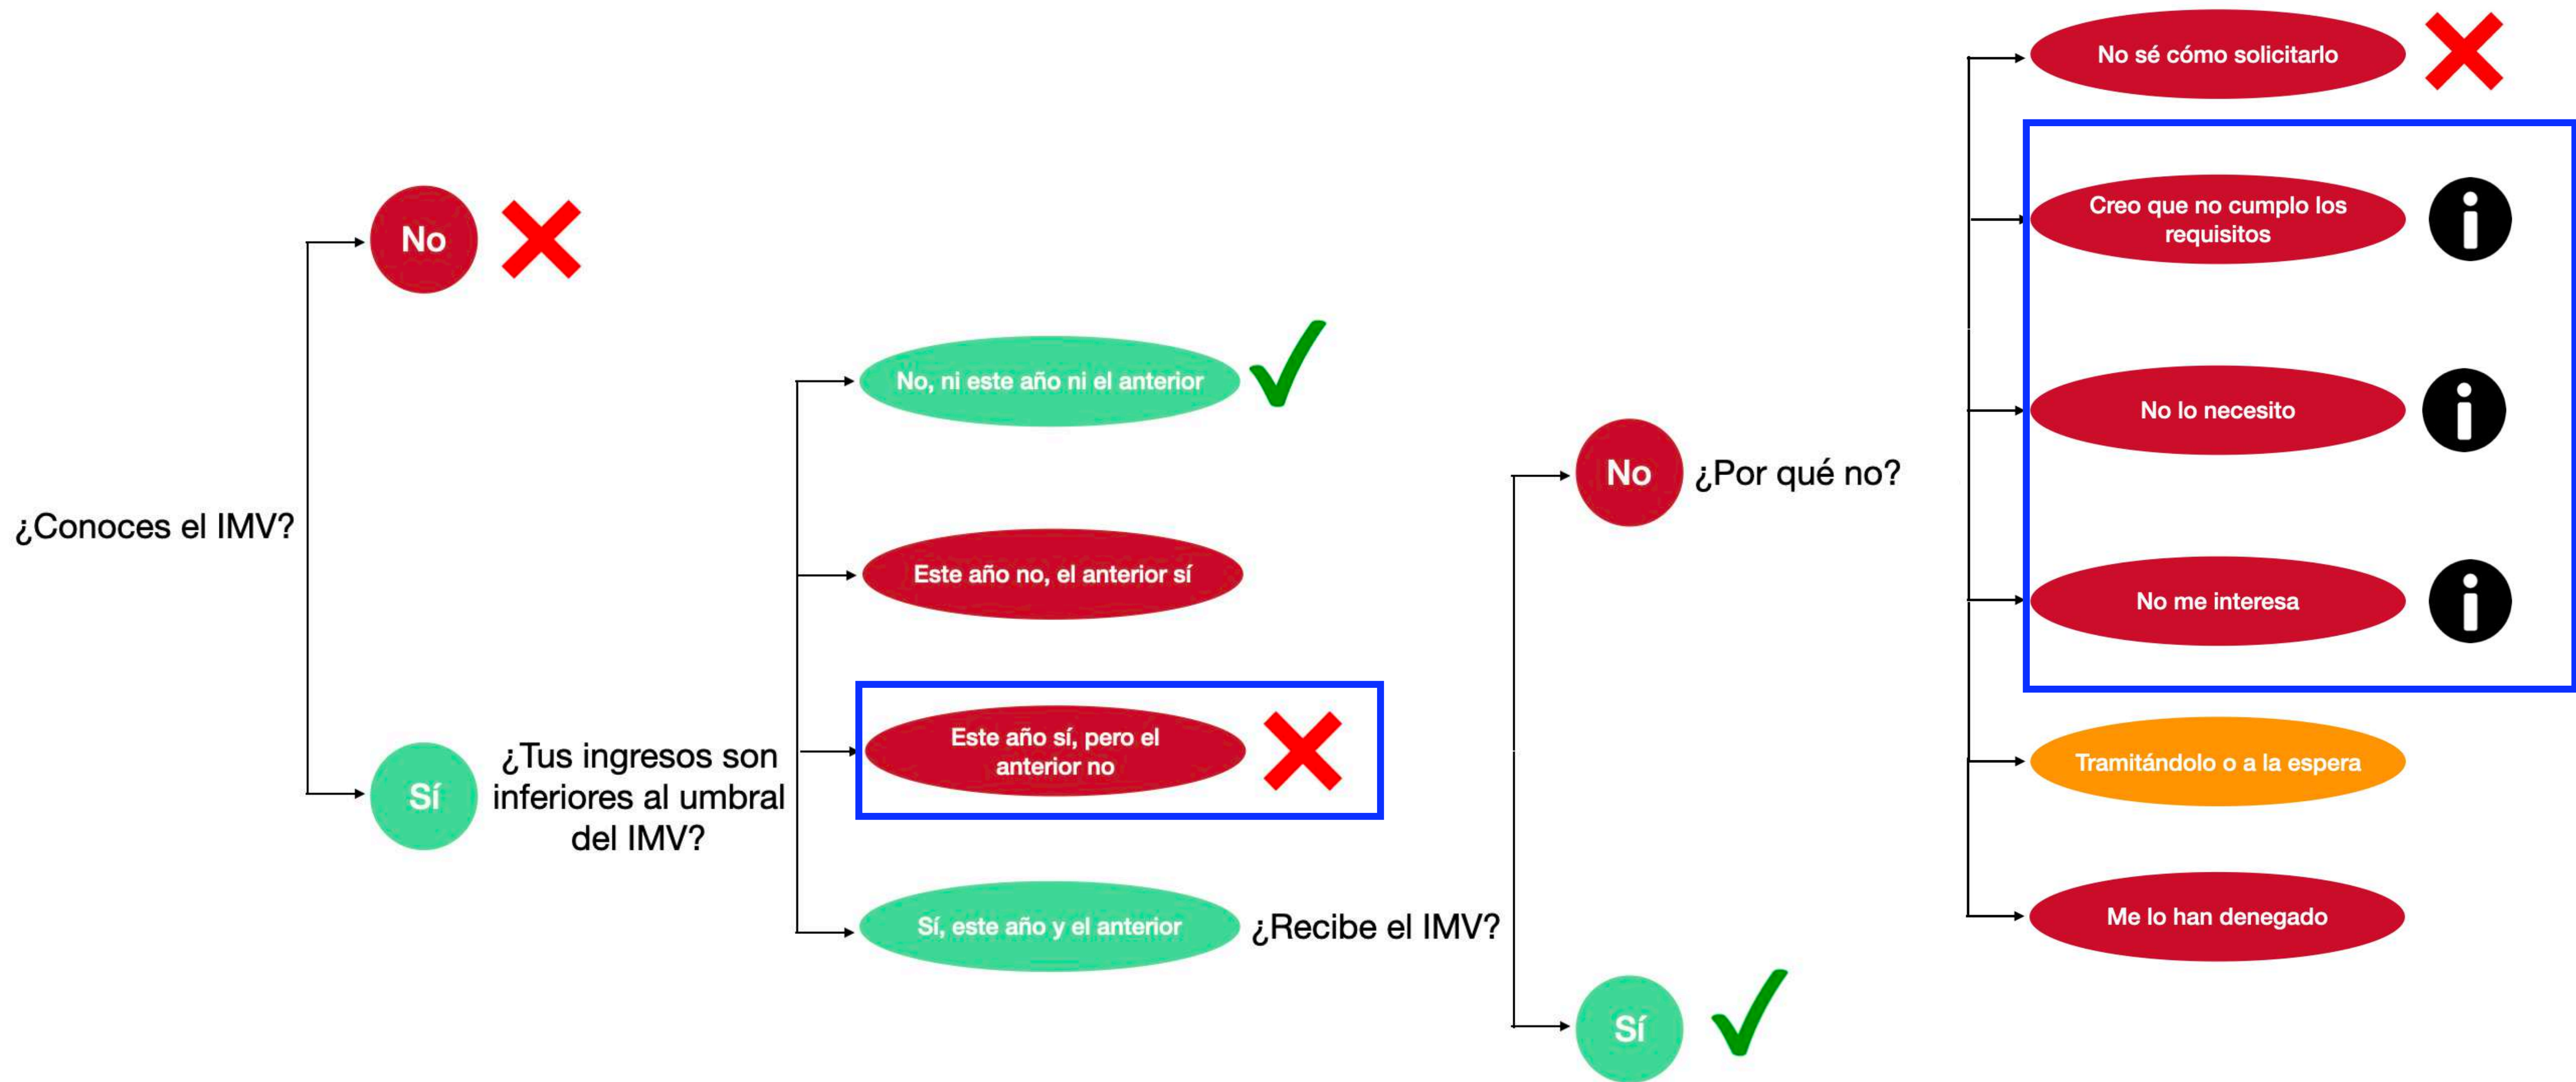 ¿Conoces el IMV?
No
Sí
¿Tus ingresos son
inferiores al umbral
del IMV?
No, ni este año ni el anterior
Este año no, el anterior sí
Este año sí, pero el
anterior no
Sí, este año y el anterior
¿Recibe el IMV?
No
¿Por qué no?
Sí
No sé cómo solicitarlo
Creo que no cumplo los
requisitos
No lo necesito
No me interesa
Tramitándolo o a la espera
Me lo han denegado